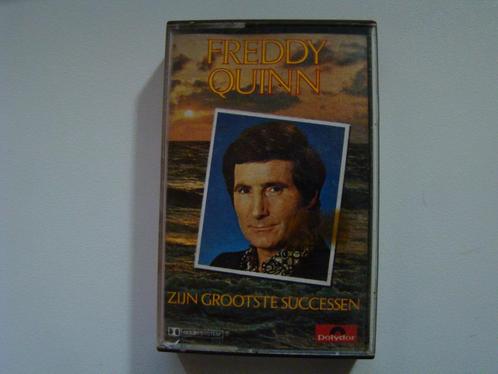 FREDDY
QUINN
ZIJN GROOTSTE SUCCESSEN
Polydor